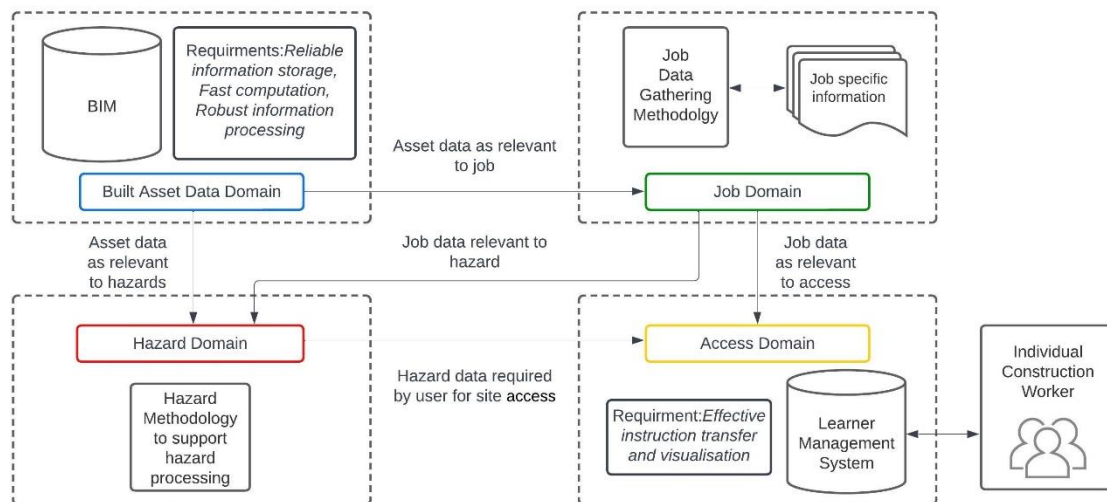 BIM
Requirments:Reliable
information storage,
Fast computation,
Robust information
processing
Built Asset Data Domain
Asset data as relevant
to job
Job
Data
Gathering
Methodolgy
Job specific
information
Job Domain
Asset data
as relevant
to hazards
Job data relevant to
hazard
Job data
as relevant
to access
Hazard Domain
Hazard
Methodology
to support
hazard
processing
Hazard data required
by user for site access
Access Domain
Requirment:Effective
instruction transfer
and visualisation
Learner
Management
System
Individual
Construction
Worker